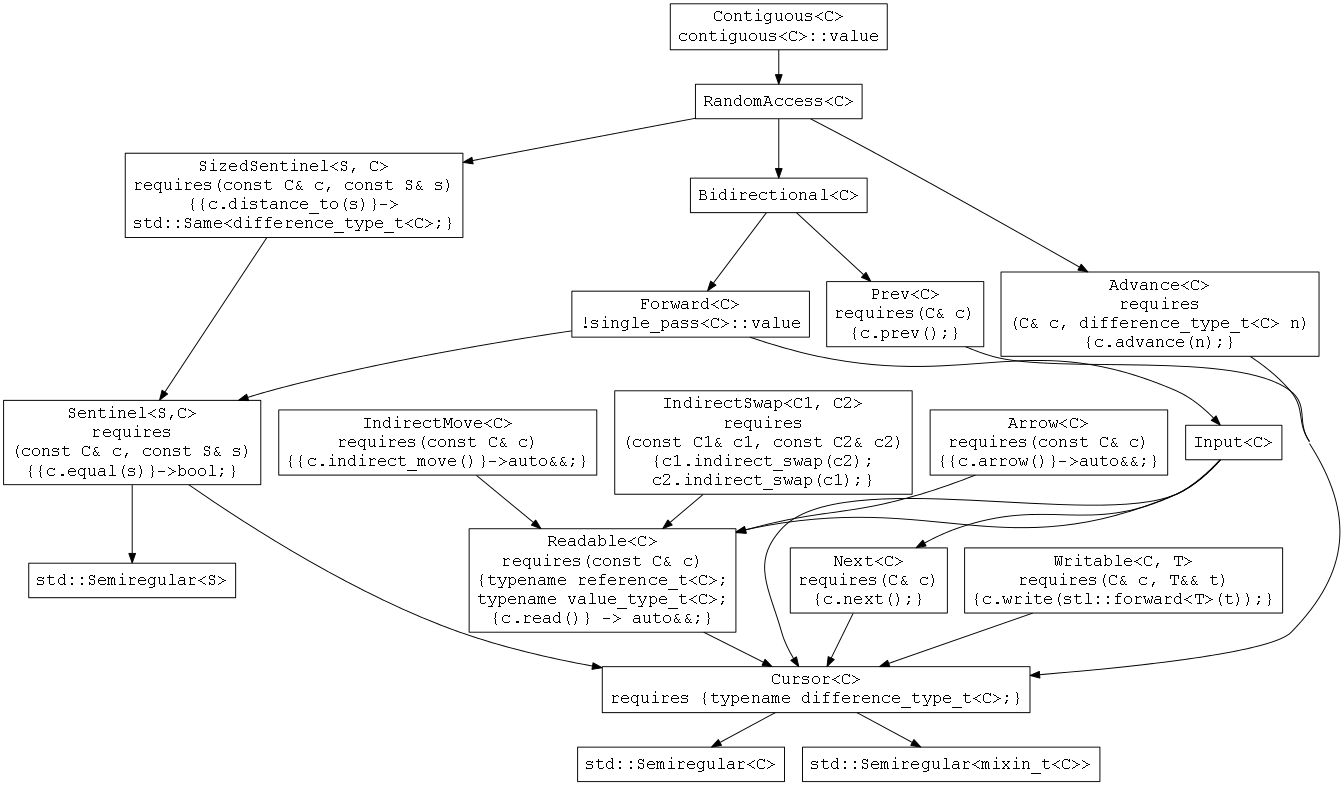 Contiguous<C>
contiguous<C>::value
RandomAccess<C>
SizedSentinel<S, C>
requires(const C& c, const S& s)
{{c.distance_to(s)}->
std::Same<difference_type_t<C>;}
Bidirectional<C>
Forward<C>
!single_pass<C>::value
Prev<C>
requires(C& c)
{c.prev();}
Advance<C>
requires
(C& c, difference_type_t<C> n)
{c.advance(n);}
Sentinel<S,C>
requires
(const C& c, const S& s)
{{c.equal(s)}->bool;}
IndirectMove<C>
requires(const C& c)
{{c.indirect_move()}->auto&&;}
IndirectSwap<C1, C2>
requires
(const C1& c1, const C2& c2)
{c1.indirect_swap(c2);
c2.indirect_swap(c1);}
Arrow<C>
requires(const C& c)
{{c.arrow()}->auto&&;}
Input<C>
std::Semiregular<S>
Readable<C>
requires(const C& c)
{typename reference_t<C>;
typename value_type_t<C>;
{c.read()} -> auto&&;}
Next<C>
requires(C& c)
{c.next();}
Writable<C, T>
requires(C& c, T&& t)
{c.write(stl::forward<T>(t));}
Cursor<C>
requires {typename difference_type_t<C>;}
std::Semiregular<C>
std::Semiregular<mixin_t<C>>